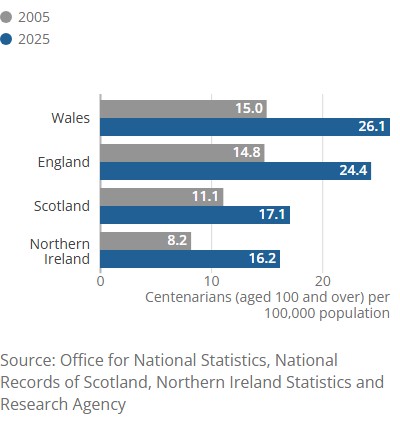 2005
2025
Wales
15.0
26.1
England
14.8
24.4
Scotland
11.1
17.1
Northern
Ireland
8.2
16.2
0 10 20
Centenarians (aged 100 and over) per
100,000 population
Source: Office for National Statistics, National
Records of Scotland, Northern Ireland Statistics and
Research Agency